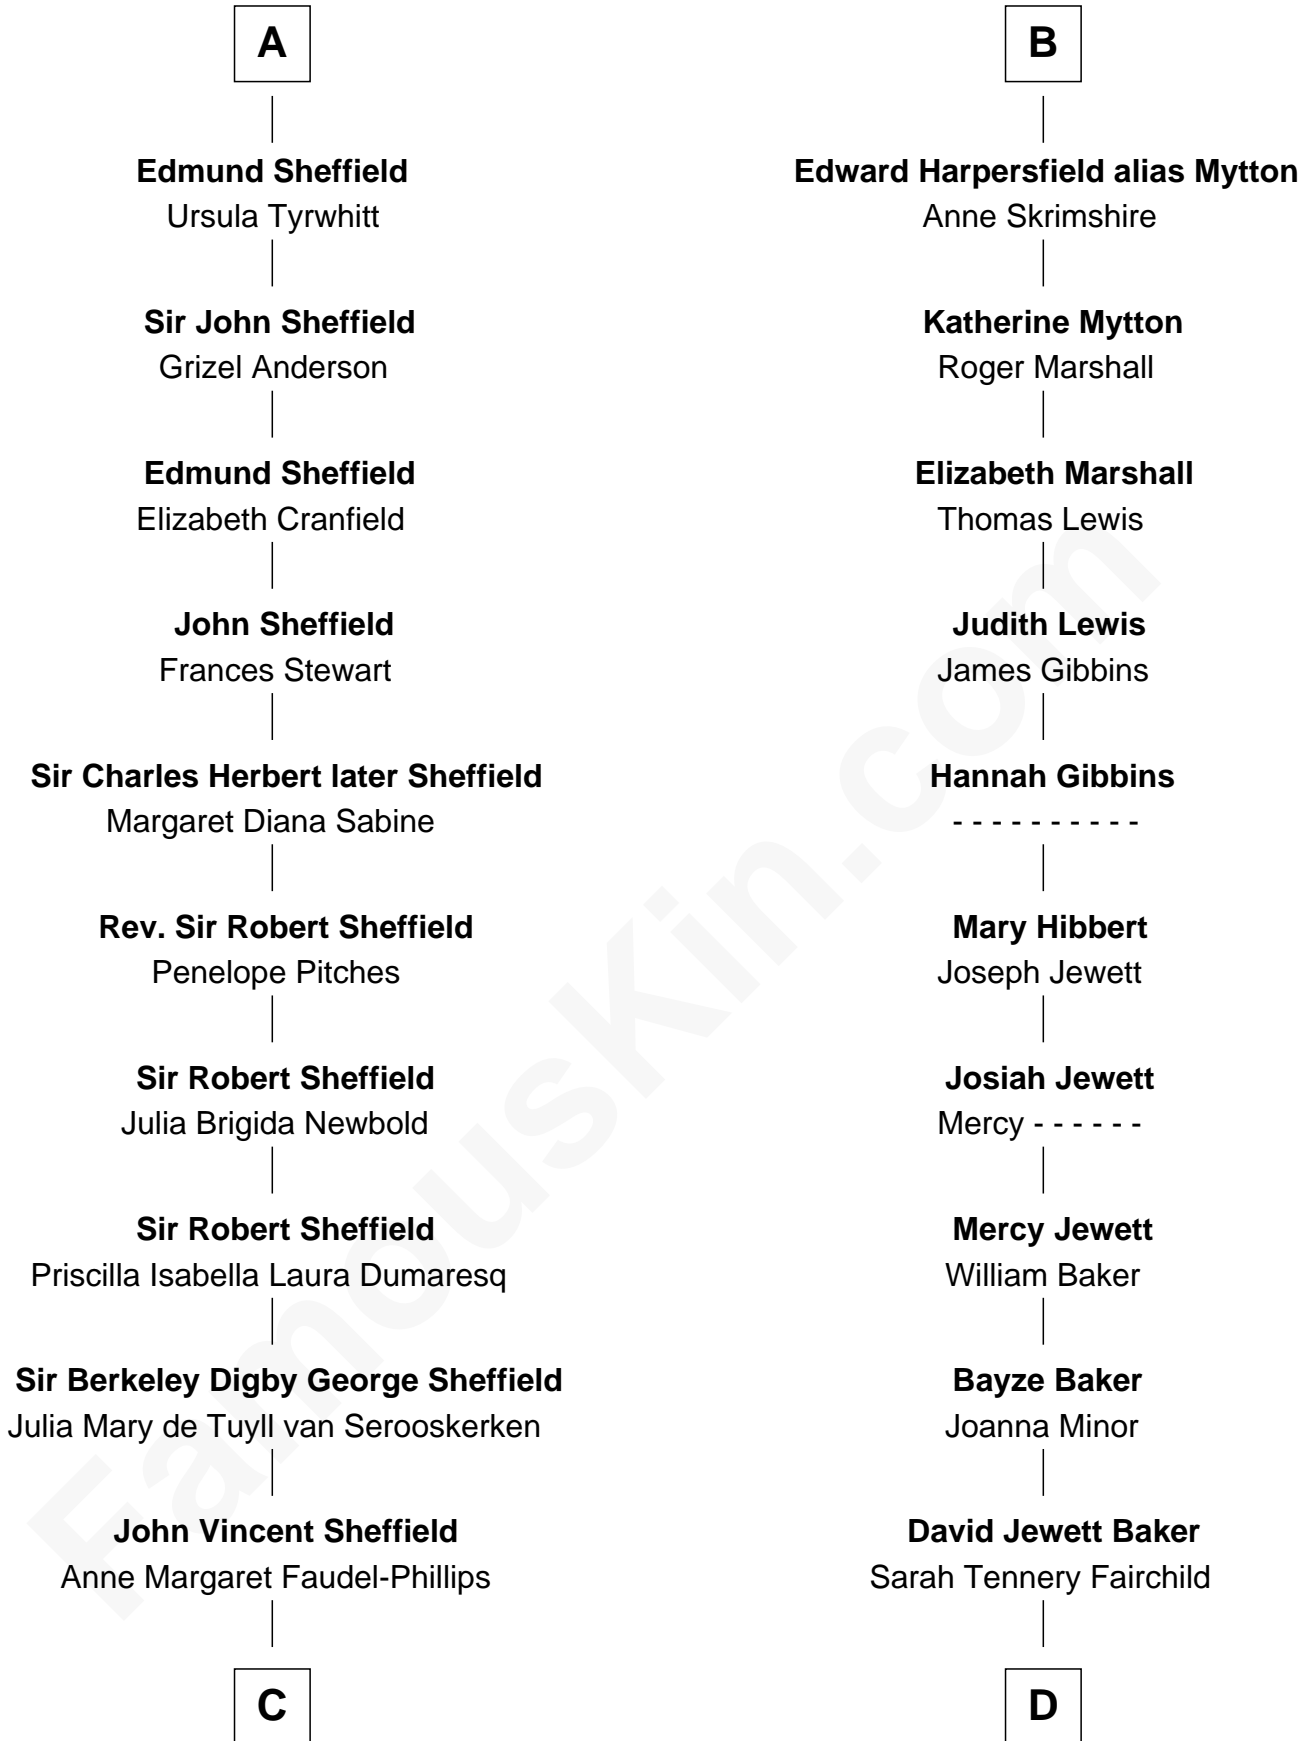 A
Edmund Sheffield
Ursula Tyrwhitt
Sir John Sheffield
Grizel Anderson
Edmund Sheffield
Elizabeth Cranfield
John Sheffield
Frances Stewart
Sir Charles Herbert later Sheffield
Margaret Diana Sabine
Rev. Sir Robert Sheffield
Penelope Pitches
Sir Robert Sheffield
Julia Brigida Newbold
Sir Robert Sheffield
Priscilla Isabella Laura Dumaresq
Sir Berkeley Digby George Sheffield
Julia Mary de Tuyll van Serooskerken
John Vincent Sheffield
Anne Margaret Faudel-Phillips
C
B
Edward Harpersfield alias Mytton
Anne Skrimshire
Katherine Mytton
Roger Marshall
Elizabeth Marshall
Thomas Lewis
Judith Lewis
James Gibbins
Hannah Gibbins
- - - - - - - - - -
Mary Hibbert
Joseph Jewett
Josiah Jewett
Mercy - - - - - -
Mercy Jewett
William Baker
Bayze Baker
Joanna Minor
David Jewett Baker
Sarah Tennery Fairchild
D
FamousKin.com